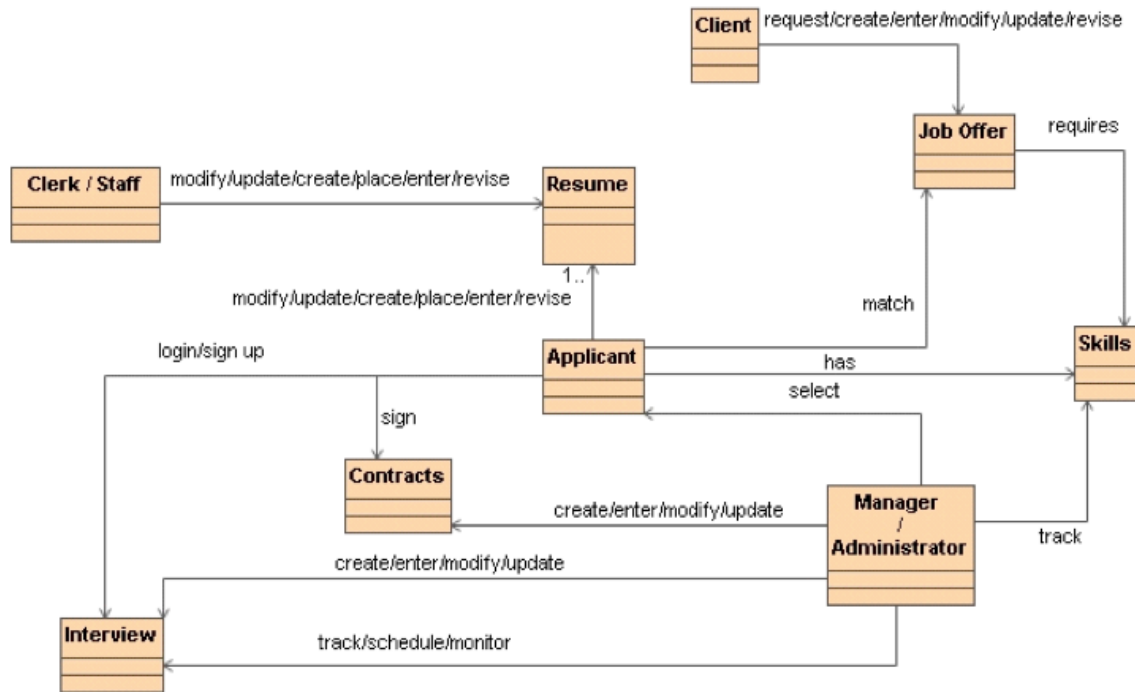 Client
request/create/enter/modify/update/revise
Job Offer
requires
Clerk / Staff
modify/update/create/place/enter/revise
Resume
1..
modify/update/create/place/enter/revise
match
login/sign up
Applicant
has
Skills
select
sign
Contracts
create/enter/modify/update
Manager
/
Administrator
track
create/enter/modify/update
Interview
track/schedule/monitor